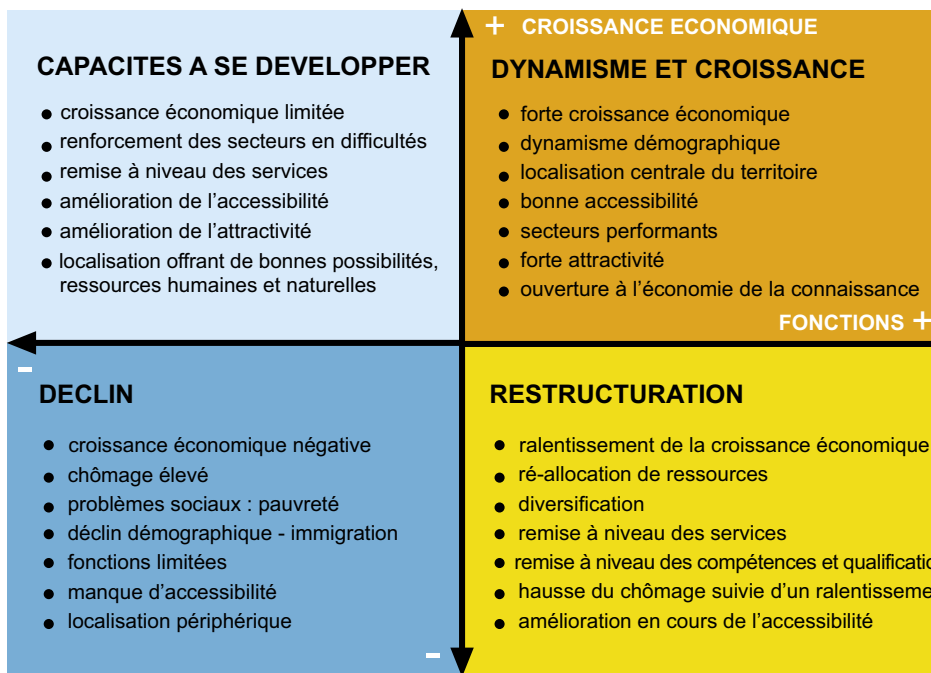 + CROISSANCE ECONOMIQUE
CAPACITES A SE DEVELOPPER
• croissance économique limitée
• renforcement des secteurs en difficultés
• remise à niveau des services
• amélioration de l’accessibilité
• amélioration de l’attractivité
• localisation offrant de bonnes possibilités,
ressources humaines et naturelles
DYNAMISME ET CROISSANCE
• forte croissance économique
• dynamisme démographique
• localisation centrale du territoire
• bonne accessibilité
• secteurs performants
• forte attractivité
• ouverture à l’économie de la connaissance
FONCTIONS +
-
DECLIN
• croissance économique négative
• chômage élevé
• problèmes sociaux : pauvreté
• déclin démographique - immigration
• fonctions limitées
• manque d’accessibilité
• localisation périphérique
-
RESTRUCTURATION
• ralentissement de la croissance économique
• ré-allocation de ressources
• diversification
• remise à niveau des services
• remise à niveau des compétences et qualificatio
• hausse du chômage suivie d’un ralentisseme
• amélioration en cours de l’accessibilité